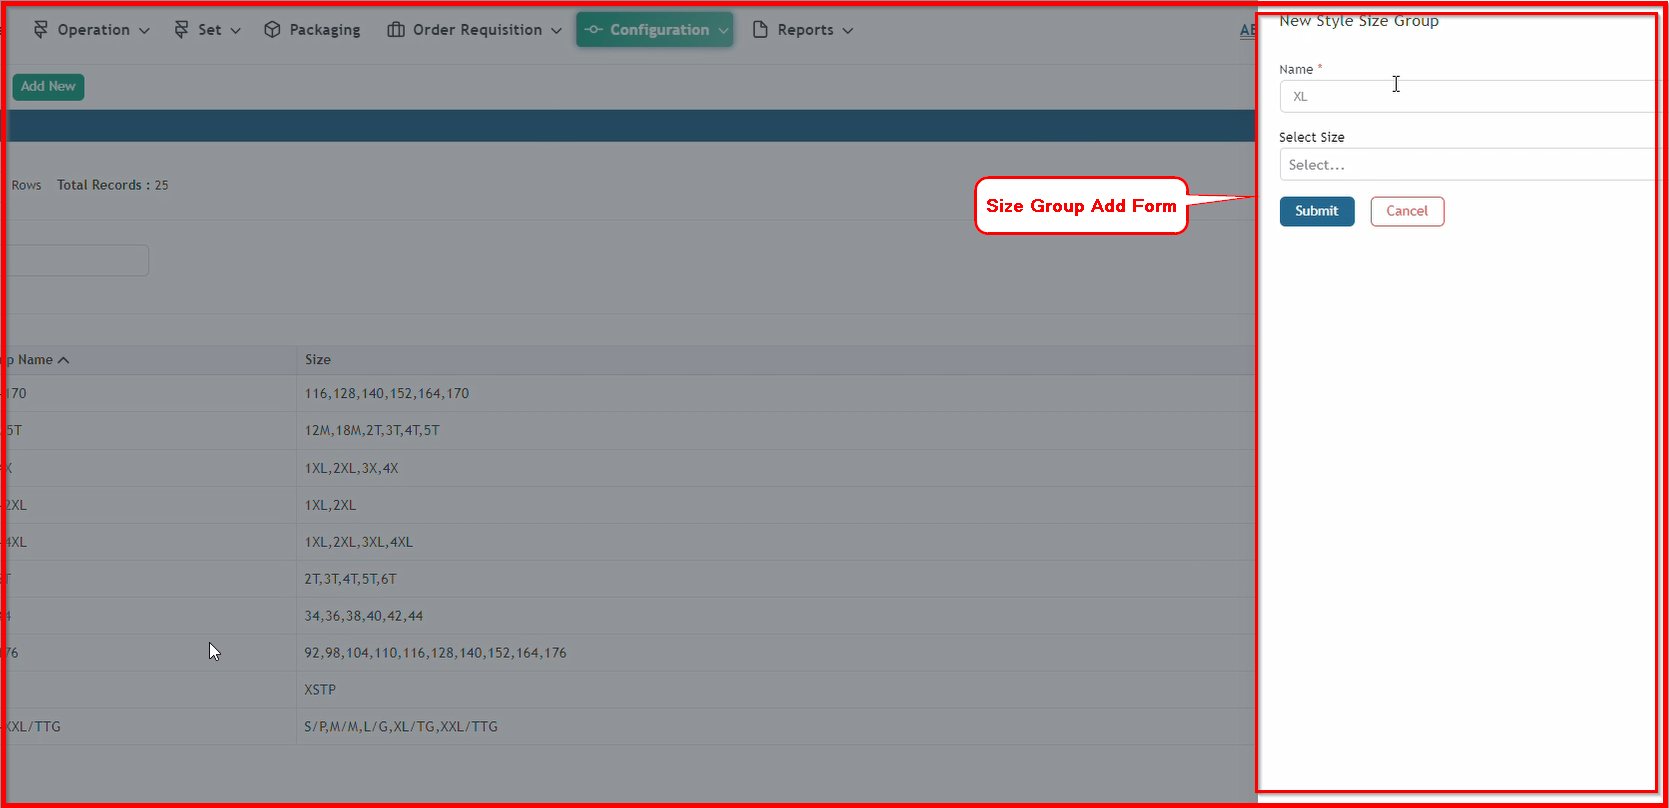 Operation Set Packaging Order Requisition Configuration Reports
New Style Size Group
Name *
XL
Select Size
Select...
Submit Cancel
Add New
Rows Total Records : 25
Size Group Add Form
Name Size
170 116,128,140,152,164,170
5T 12M,18M,2T,3T,4T,5T
X 1XL,2XL,3X,4X
2XL 1XL,2XL
4XL 1XL,2XL,3XL,4XL
T 2T,3T,4T,5T,6T
4 34,36,38,40,42,44
76 92,98,104,110,116,128,140,152,164,176
XSTP
XXL/TTG S/P,M/M,L/G,XL/TG,XXL/TTG